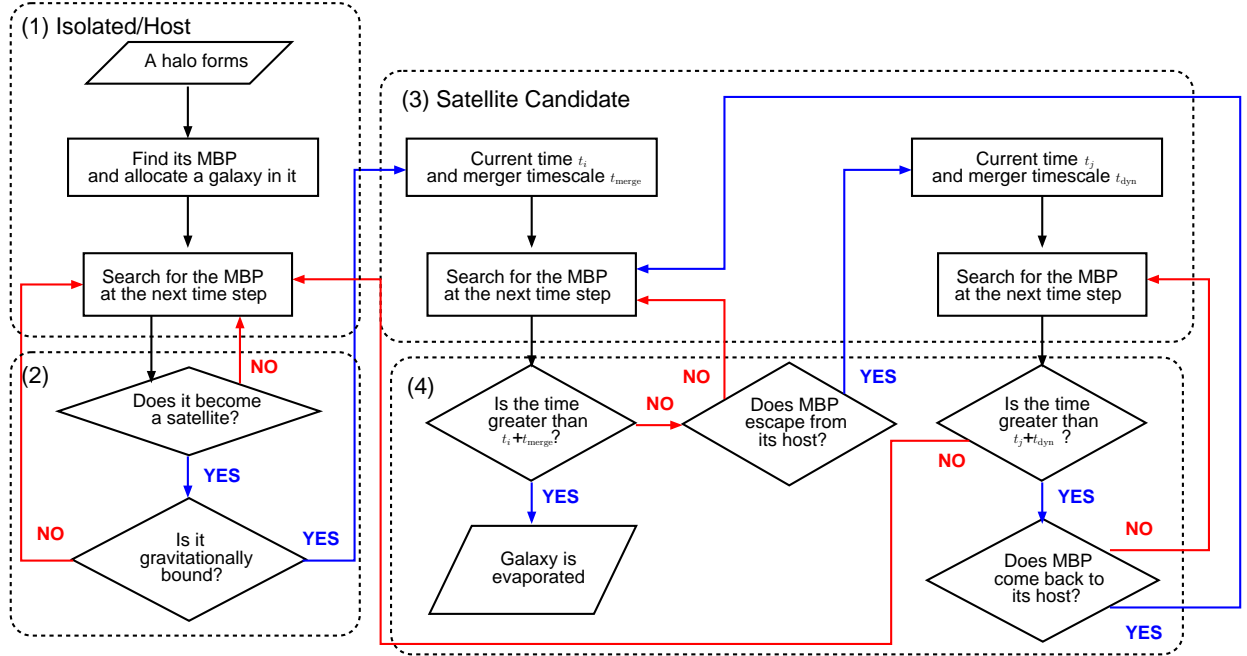 (1) Isolated/Host
A halo forms
Find its MBP
and allocate a galaxy in it
Search for the MBP
at the next time step
(2)
NO
Does it become
a satellite?
YES
NO
YES
Is it
gravitationally
bound?
(3) Satellite Candidate
Current time t_i
and merger timescale t_merge
Current time t_j
and merger timescale t_dyn
Search for the MBP
at the next time step
Search for the MBP
at the next time step
(4)
Is the time
greater than
t_i+t_merge?
NO
NO
Does MBP
escape from
its host?
YES
Is the time
greater than
t_j+t_dyn ?
NO
YES
YES
Galaxy is
evaporated
NO
Does MBP
come back to
its host?
YES